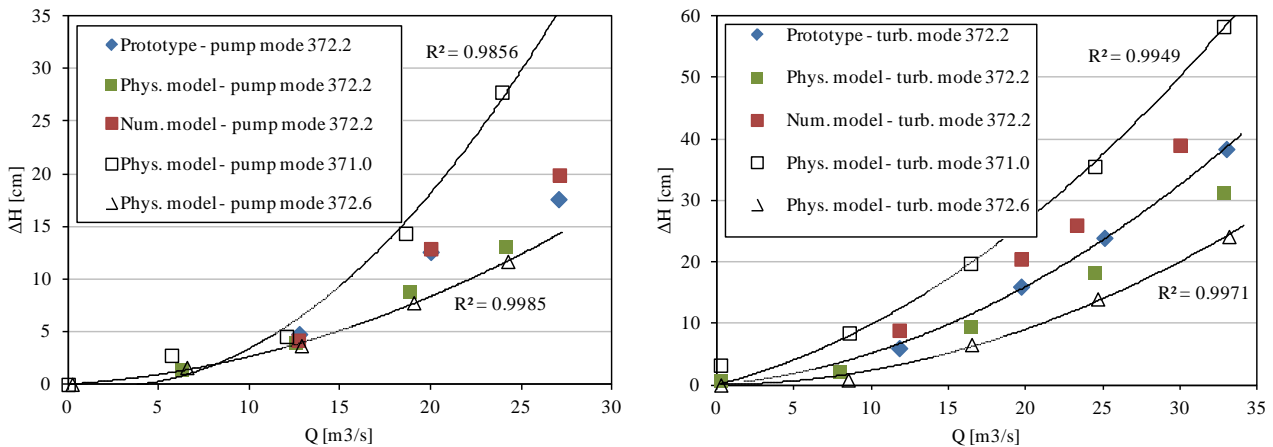 35
30
25
20
15
10
5
0
ΔH [cm]
Prototype - pump mode 372.2
Phys. model - pump mode 372.2
Num. model - pump mode 372.2
Phys. model - pump mode 371.0
Phys. model - pump mode 372.6
R² = 0.9856
R² = 0.9985
0 5 10 15 20 25 30
Q [m3/s]
60
50
40
30
20
10
0
ΔH [cm]
Prototype - turb. mode 372.2
Phys. model - turb. mode 372.2
Num. model - turb. mode 372.2
Phys. model - turb. mode 371.0
Phys. model - turb. mode 372.6
R² = 0.9949
R² = 0.9971
0 5 10 15 20 25 30 35
Q [m3/s]